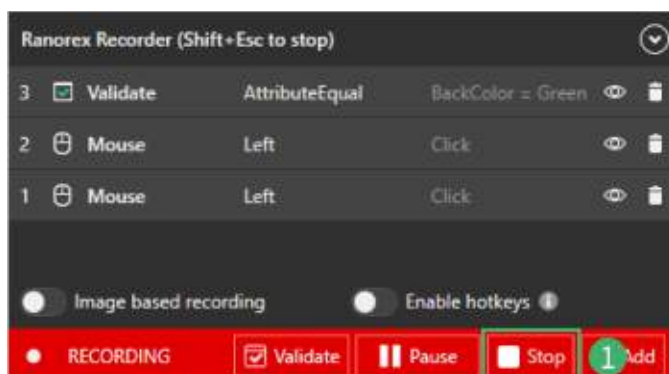 Ranorex Recorder (Shift+Esc to stop)
3 Validate AttributeEqual BackColor = Green
2 Mouse Left Click
1 Mouse Left Click
Image based recording Enable hotkeys
RECORDING Validate Pause Stop 1 Add